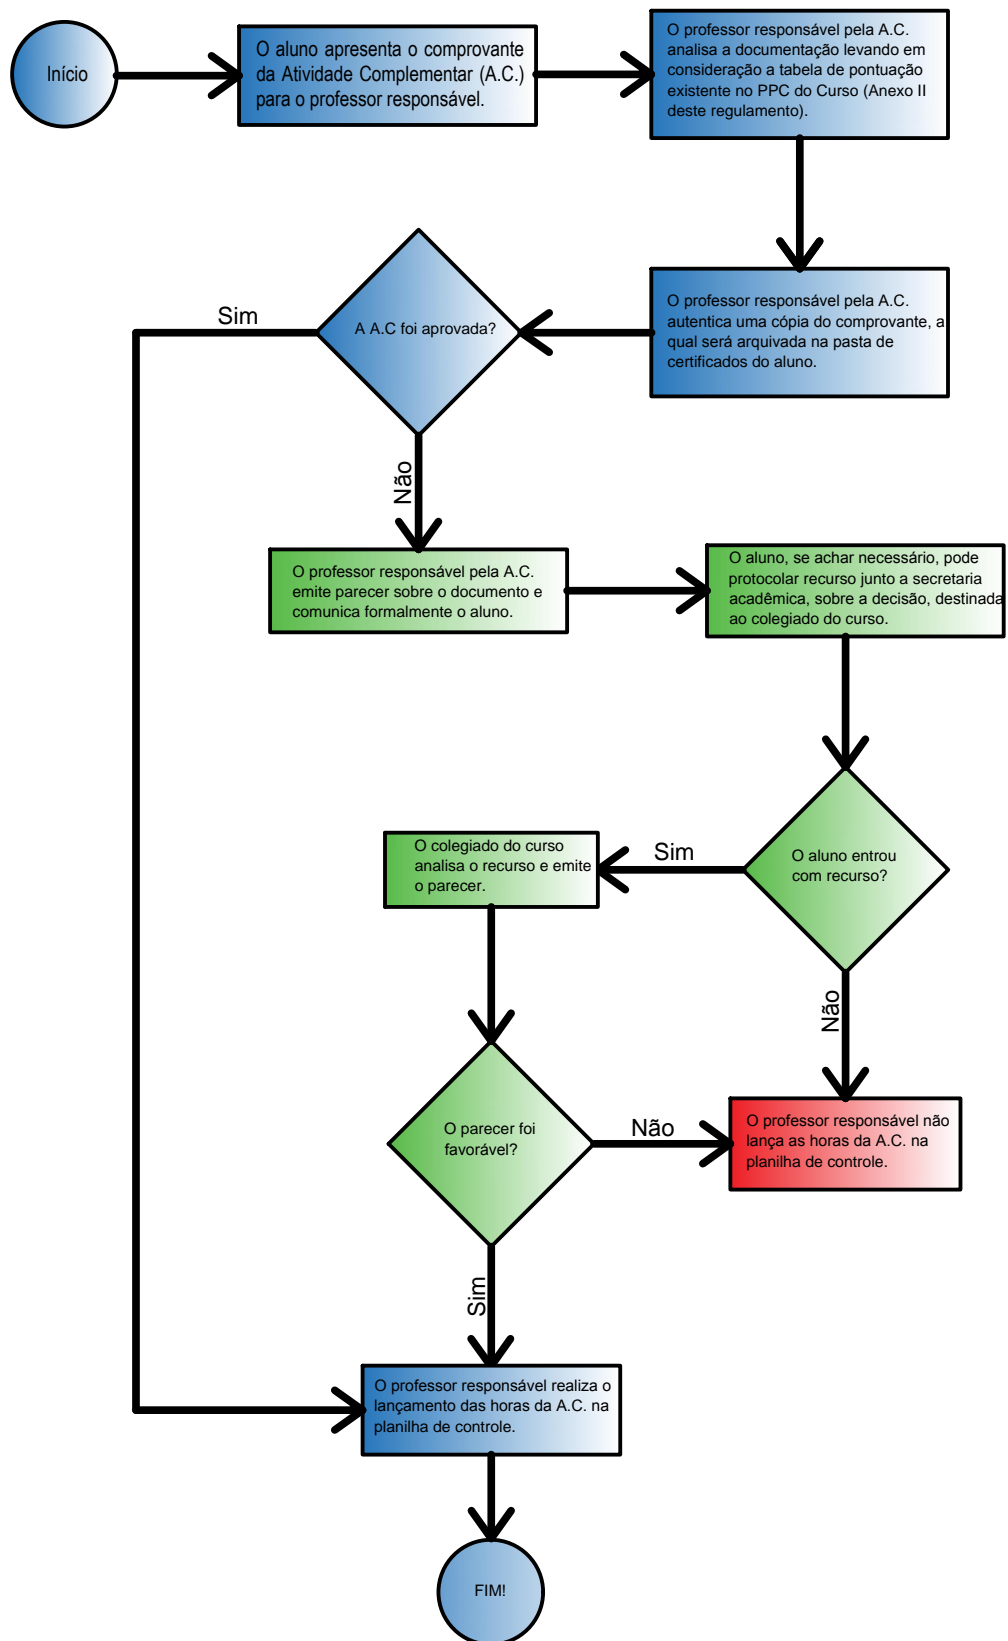 Início
O aluno apresenta o comprovante
da Atividade Complementar (A.C.)
para o professor responsável.
O professor responsável pela A.C.
analisa a documentação levando em
consideração a tabela de pontuação
existente no PPC do Curso (Anexo II
deste regulamento).
O professor responsável pela A.C.
autentica uma cópia do comprovante, a
qual será arquivada na pasta de
certificados do aluno.
A A.C foi aprovada?
Sim
Não
O professor responsável pela A.C.
emite parecer sobre o documento e
comunica formalmente o aluno.
O aluno, se achar necessário, pode
protocolar recurso junto a secretaria
acadêmica, sobre a decisão, destinada
ao colegiado do curso.
O aluno entrou
com recurso?
Sim
O colegiado do curso
analisa o recurso e emite
o parecer.
Não
O parecer foi
favorável?
Não
O professor responsável não
lança as horas da A.C. na
planilha de controle.
Sim
O professor responsável realiza o
lançamento das horas da A.C. na
planilha de controle.
FIM!